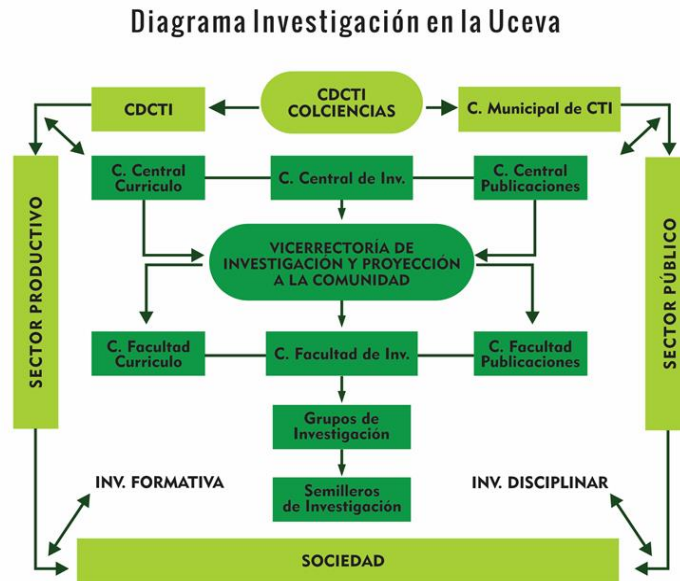 Diagrama Investigación en la Uceva
CDCTI
COLCIENCIAS
CDCTI
C. Municipal de CTI
C. Central
Curriculo
C. Central de Inv.
C. Central
Publicaciones
SECTOR PRODUCTIVO
SECTOR PÚBLICO
VICERRECTORÍA DE
INVESTIGACIÓN Y PROYECCIÓN
A LA COMUNIDAD
C. Facultad
Curriculo
C. Facultad de Inv.
C. Facultad
Publicaciones
Grupos de
Investigación
INV. FORMATIVA
Semilleros
de Investigación
INV. DISCIPLINAR
SOCIEDAD